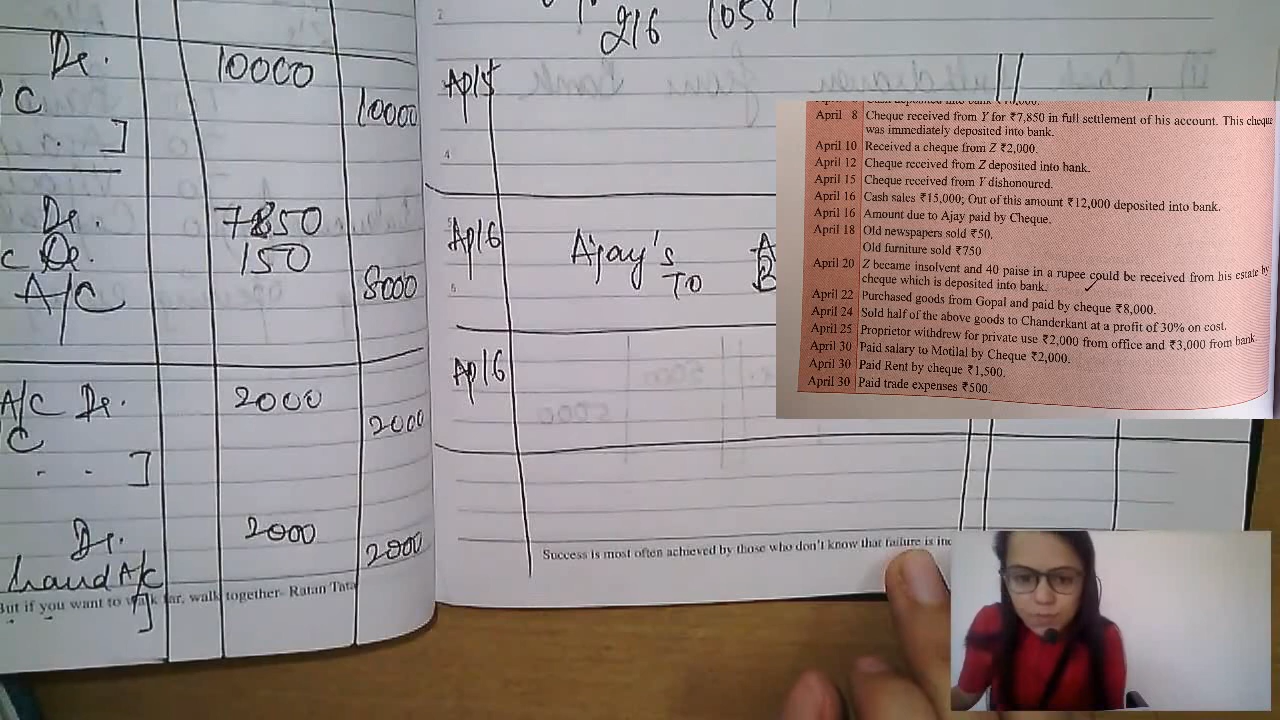 De. 10000
C 10000
]
De. 7850
C De. 150
A/C 8000
A/C De. 2000
C 2000
. . ]
De. 2000
hand A/C 2000
But if you want to walk far, walk together- Ratan Tata
]
216 10587
Ap15
Ap16 Ajay's A
To B
Ap16
Success is most often achieved by those who don't know that failure is
April 8 Cheque received from Y for ₹7,850 in full settlement of his account. This cheque
was immediately deposited into bank.
April 10 Received a cheque from Z ₹2,000.
April 12 Cheque received from Z deposited into bank.
April 15 Cheque received from Y dishonoured.
April 16 Cash sales ₹15,000; Out of this amount ₹12,000 deposited into bank.
April 16 Amount due to Ajay paid by Cheque.
April 18 Old newspapers sold ₹50.
Old furniture sold ₹750
April 20 Z became insolvent and 40 paise in a rupee could be received from his estate by
cheque which is deposited into bank.
April 22 Purchased goods from Gopal and paid by cheque ₹8,000.
April 24 Sold half of the above goods to Chanderkant at a profit of 30% on cost.
April 25 Proprietor withdrew for private use ₹2,000 from office and ₹3,000 from bank.
April 30 Paid salary to Motilal by Cheque ₹2,000.
April 30 Paid Rent by cheque ₹1,500.
April 30 Paid trade expenses ₹500.